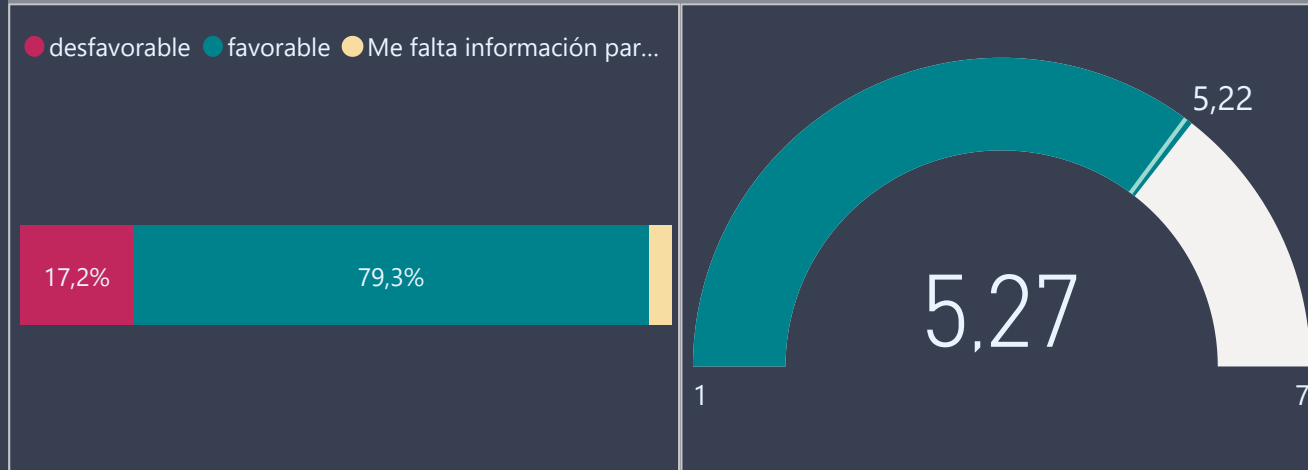 desfavorable favorable Me falta información par...
17,2% 79,3%
5,22
5,27
1 7